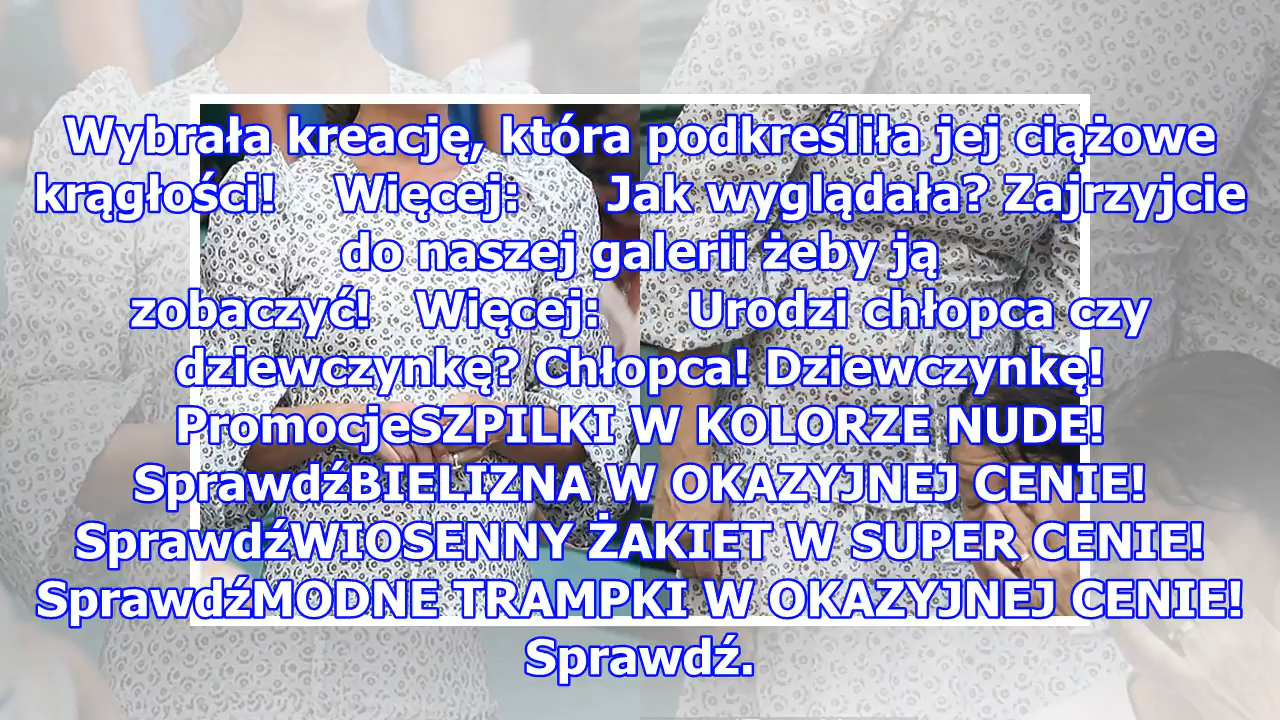 Wybrała kreację, która podkreśliła jej ciążowe
krągłości! Więcej: Jak wyglądała? Zajrzyjcie
do naszej galerii żeby ją
zobaczyć! Więcej: Urodzi chłopca czy
dziewczynkę? Chłopca! Dziewczynkę!
PromocjeSZPILKI W KOLORZE NUDE!
SprawdźBIELIZNA W OKAZYJNEJ CENIE!
SprawdźWIOSENNY ŻAKIET W SUPER CENIE!
SprawdźMODNE TRAMPKI W OKAZYJNEJ CENIE!
Sprawdź.